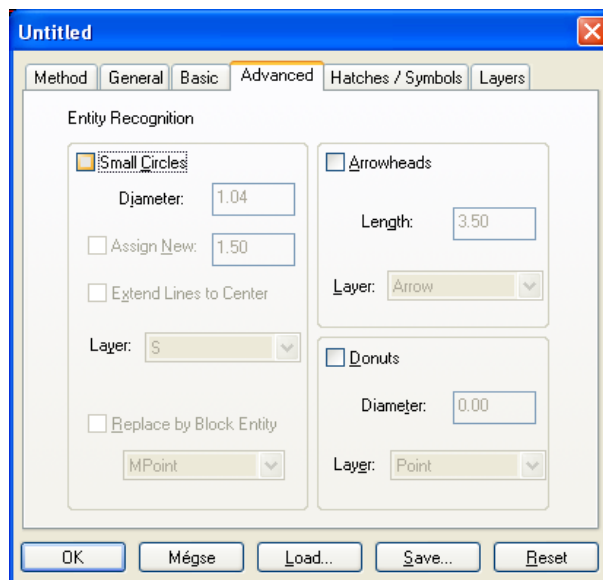 Untitled
Method General Basic Advanced Hatches / Symbols Layers
Entity Recognition
Small Circles
Diameter: 1.04
Assign New: 1.50
Extend Lines to Center
Layer: S
Replace by Block Entity
MPoint
Arrowheads
Length: 3.50
Layer: Arrow
Donuts
Diameter: 0.00
Layer: Point
OK Mégse Load... Save... Reset